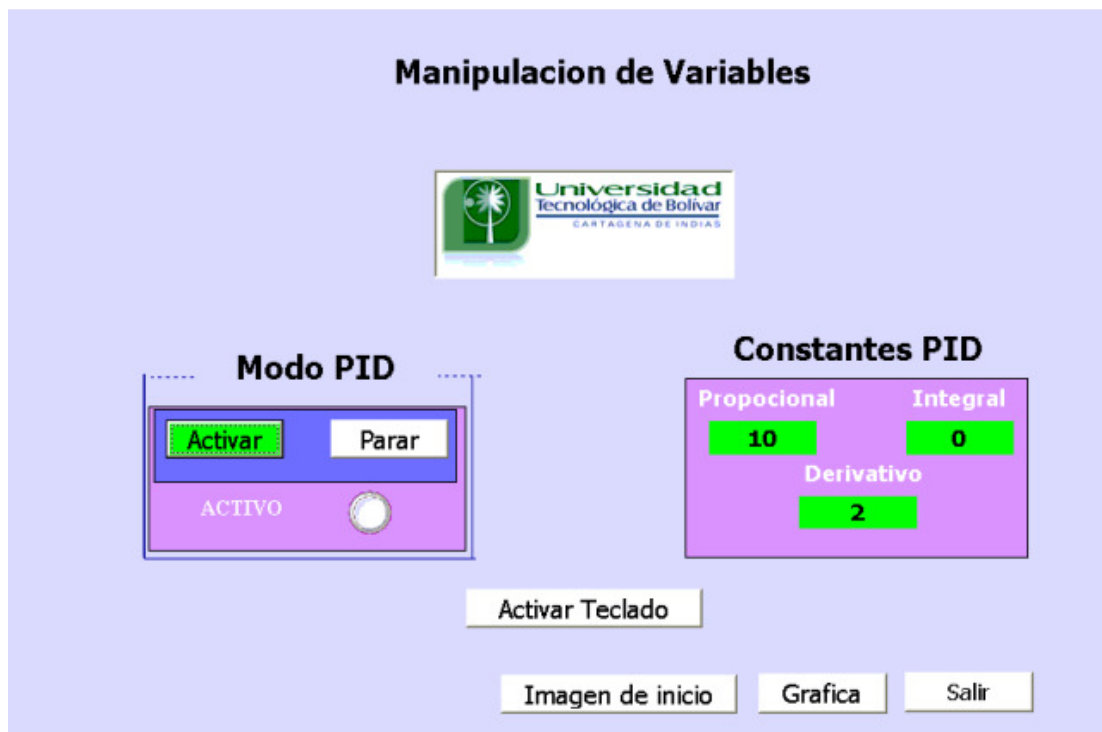 Manipulacion de Variables
Universidad
Tecnológica de Bolívar
CARTAGENA DE INDIAS
Modo PID
Activar Parar
ACTIVO
Constantes PID
Propocional Integral
10 0
Derivativo
2
Activar Teclado
Imagen de inicio Grafica Salir